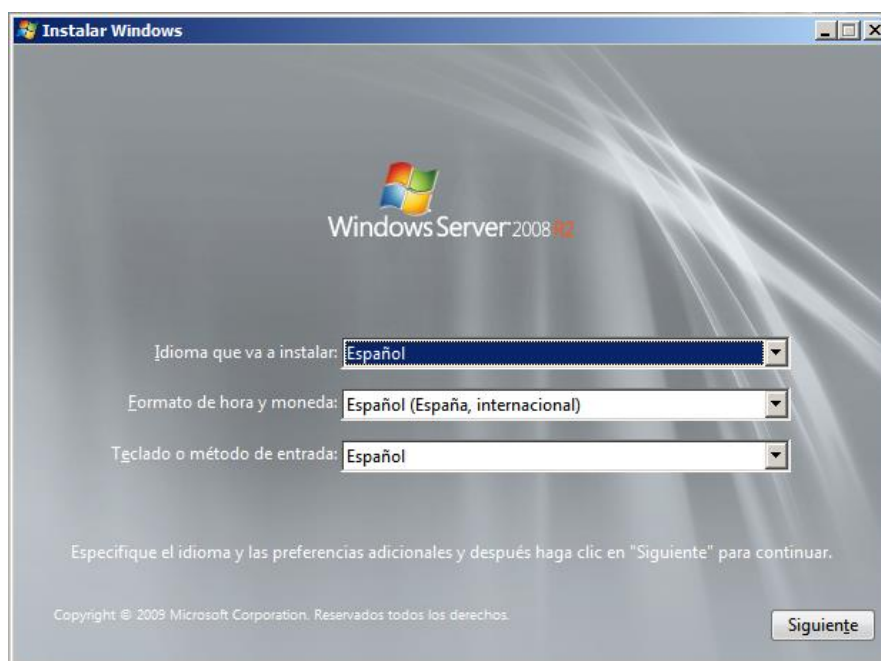 Instalar Windows
Windows Server 2008 R2
Idioma que va a instalar: Español
Formato de hora y moneda: Español (España, internacional)
Teclado o método de entrada: Español
Especifique el idioma y las preferencias adicionales y después haga clic en "Siguiente" para continuar.
Copyright © 2009 Microsoft Corporation. Reservados todos los derechos.
Siguiente